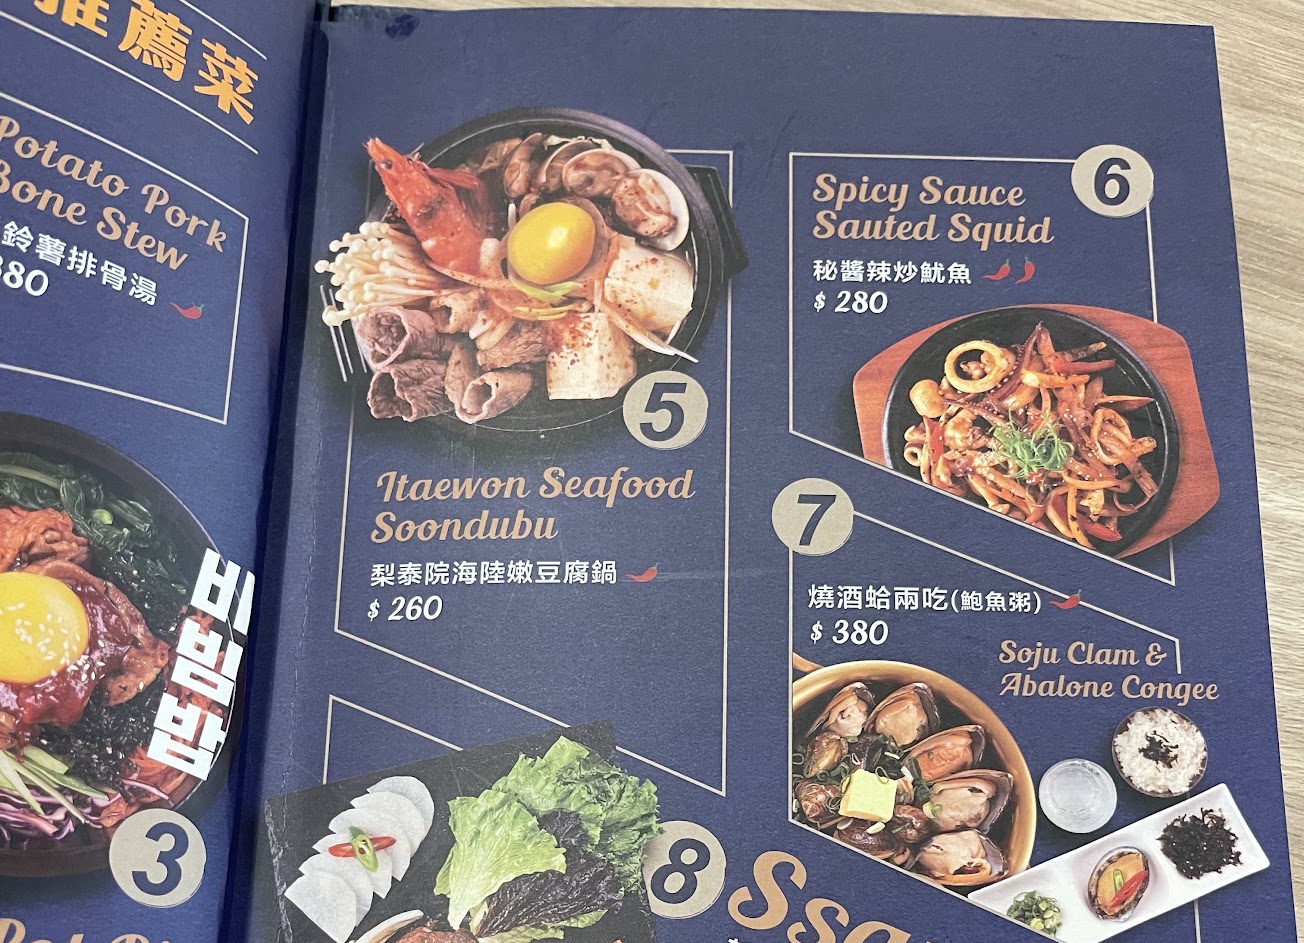 薦菜
Potato Pork
Bone Stew
鈴薯排骨湯
380
비빔밥
3
5
Itaewon Seafood
Soondubu
梨泰院海陸嫩豆腐鍋
$ 260
6
Spicy Sauce
Sauted Squid
秘醬辣炒魷魚
$ 280
7
燒酒蛤兩吃(鮑魚粥)
$ 380
Soju Clam &
Abalone Congee
8